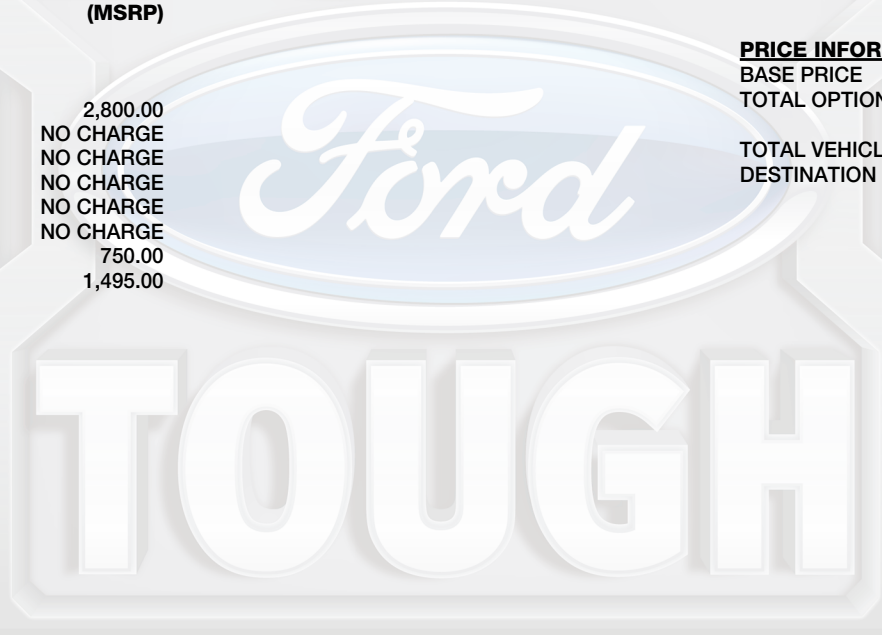 (MSRP)
2,800.00
NO CHARGE
NO CHARGE
NO CHARGE
NO CHARGE
NO CHARGE
750.00
1,495.00
PRICE INFOR
BASE PRICE
TOTAL OPTION
TOTAL VEHICL
DESTINATION
Ford
TOUGH